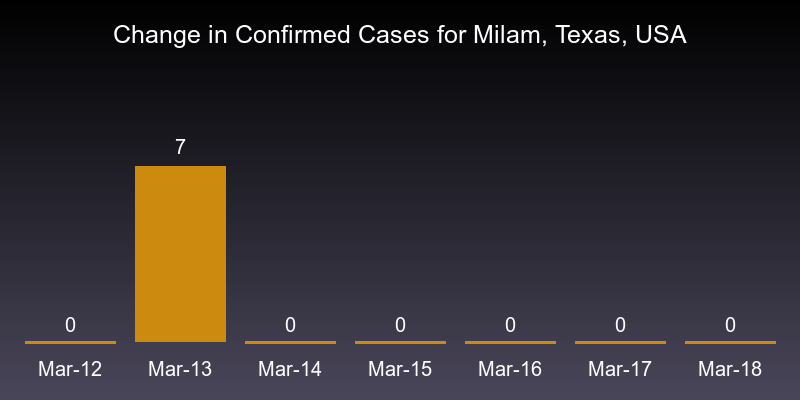 Change in Confirmed Cases for Milam, Texas, USA
7
0 0 0 0 0 0
Mar-12 Mar-13 Mar-14 Mar-15 Mar-16 Mar-17 Mar-18